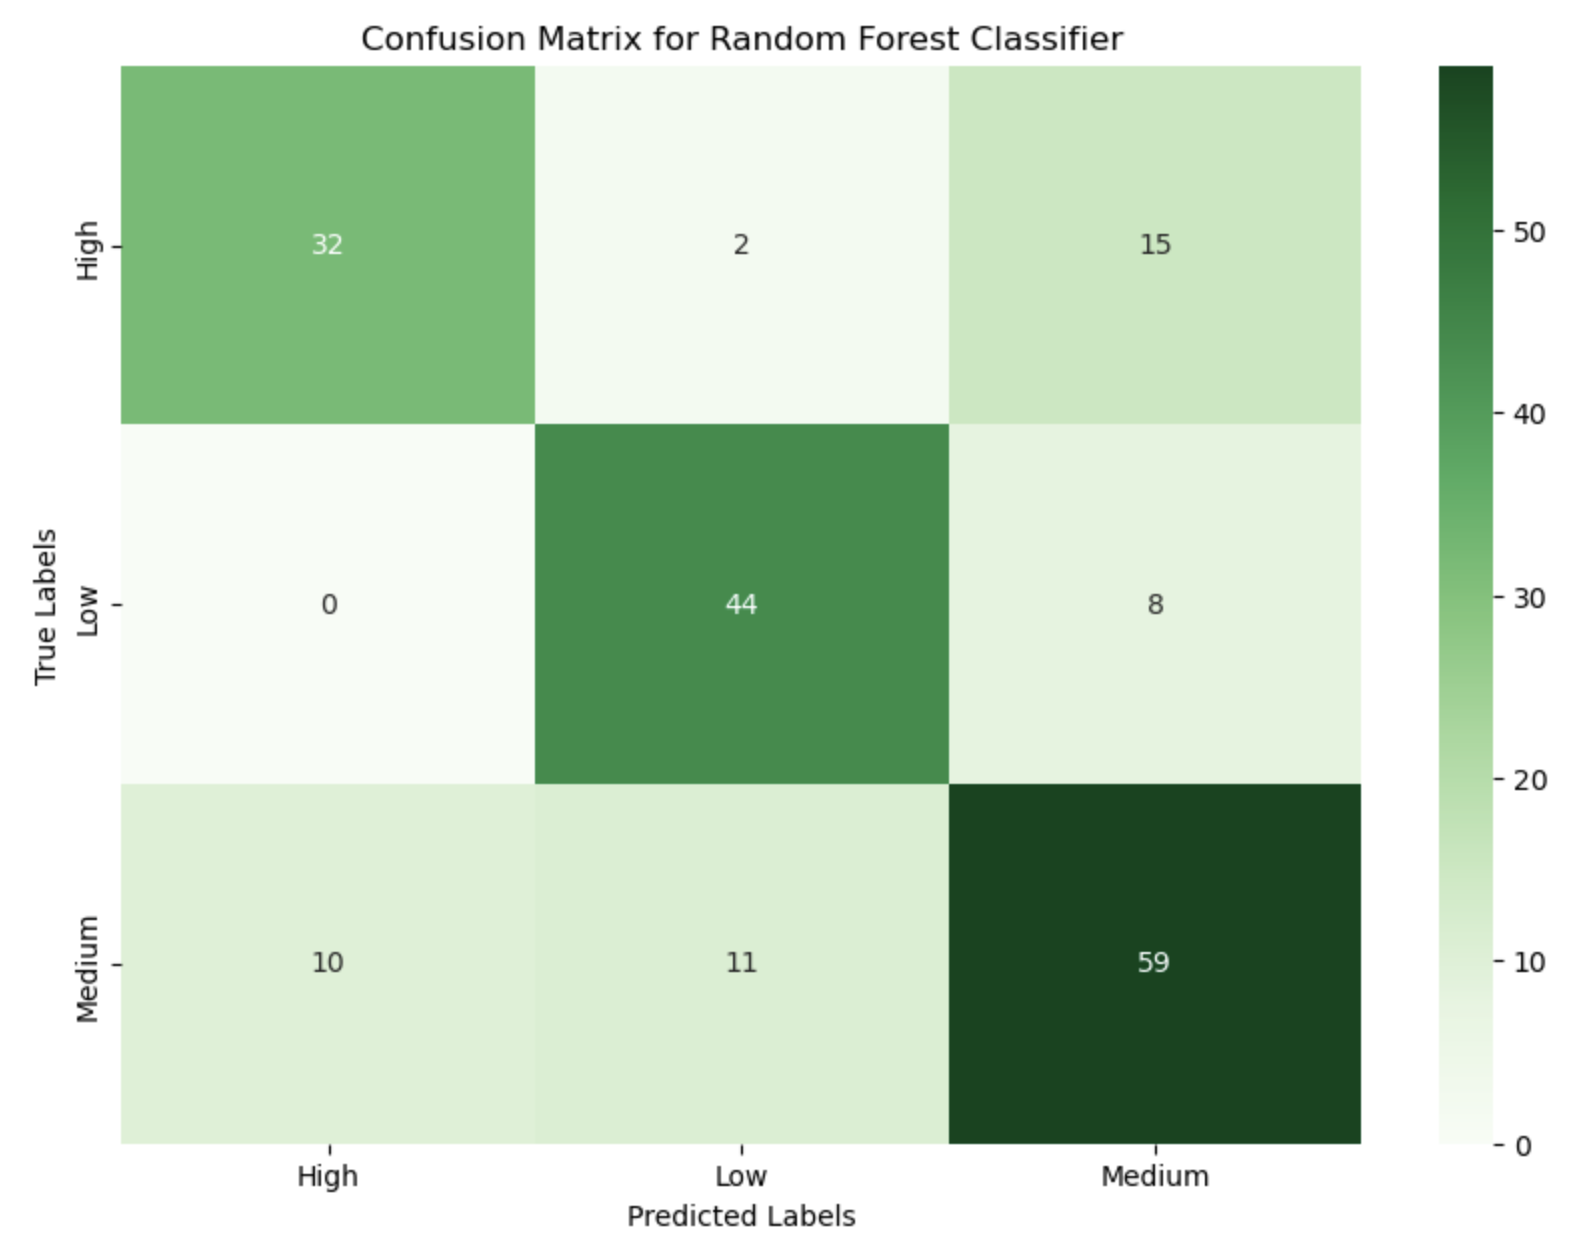 Confusion Matrix for Random Forest Classifier
True Labels
High
32
2
15
Low
0
44
8
Medium
10
11
59
High
Low
Medium
Predicted Labels
50
40
30
20
10
0